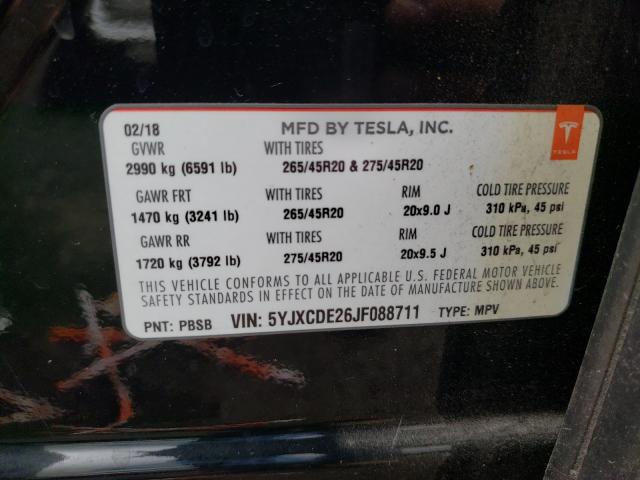 02/18 MFD BY TESLA, INC.
GVWR WITH TIRES
2990 kg (6591 lb) 265/45R20 & 275/45R20
GAWR FRT WITH TIRES RIM COLD TIRE PRESSURE
1470 kg (3241 lb) 265/45R20 20x9.0 J 310 kPa, 45 psi
GAWR RR WITH TIRES RIM COLD TIRE PRESSURE
1720 kg (3792 lb) 275/45R20 20x9.5 J 310 kPa, 45 psi
THIS VEHICLE CONFORMS TO ALL APPLICABLE U.S. FEDERAL MOTOR VEHICLE
SAFETY STANDARDS IN EFFECT ON THE DATE OF MANUFACTURE SHOWN ABOVE.
PNT: PBSB VIN: 5YJXCDE26JF088711 TYPE: MPV
TESLA